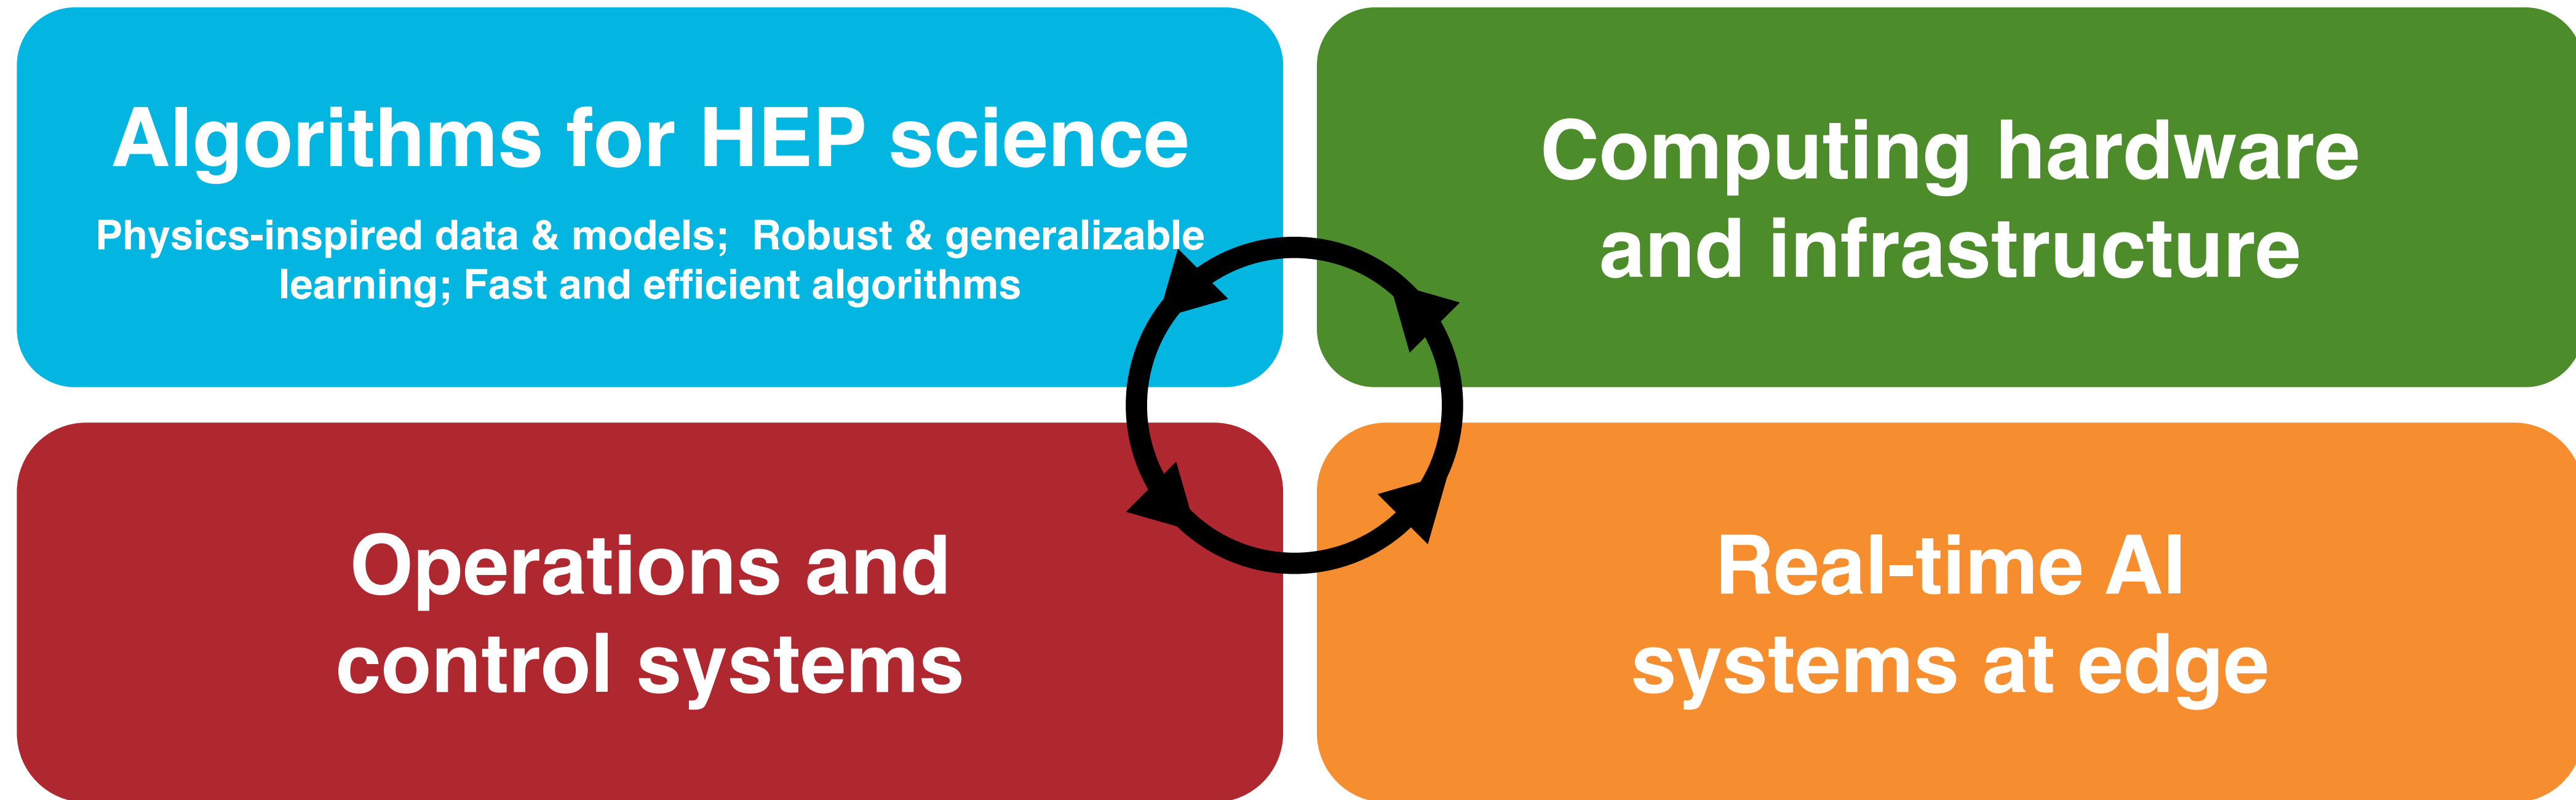 Algorithms for HEP science
Physics-inspired data & models;  Robust & generalizable
learning; Fast and efficient algorithms
Computing hardware
and infrastructure
Operations and
control systems
Real-time AI
systems at edge